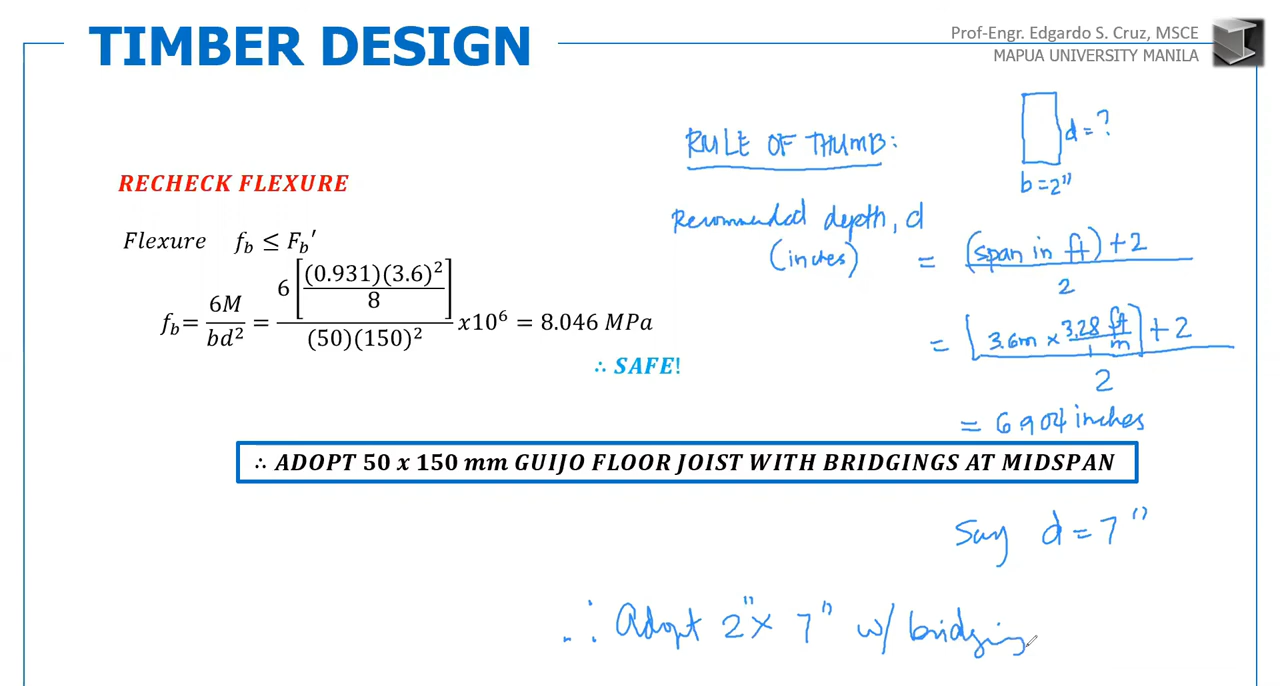 TIMBER DESIGN
Prof-Engr. Edgardo S. Cruz, MSCE
MAPUA UNIVERSITY MANILA
RECHECK FLEXURE
Flexure f_b ≤ F_b′
f_b = 6M / bd² = 6 [ (0.931)(3.6)² / 8 ] / (50)(150)² x10⁶ = 8.046 MPa
∴ SAFE!
RULE OF THUMB:
d = ?
b = 2"
Recommended depth, d
(inches) = (span in ft) + 2 / 2
= [ 3.6m x 3.28 ft / 1 m ] + 2 / 2
= 6.904 inches
∴ ADOPT 50 x 150 mm GUIJO FLOOR JOIST WITH BRIDGINGS AT MIDSPAN
Say d = 7"
∴ Adopt 2" x 7" w/ bridging